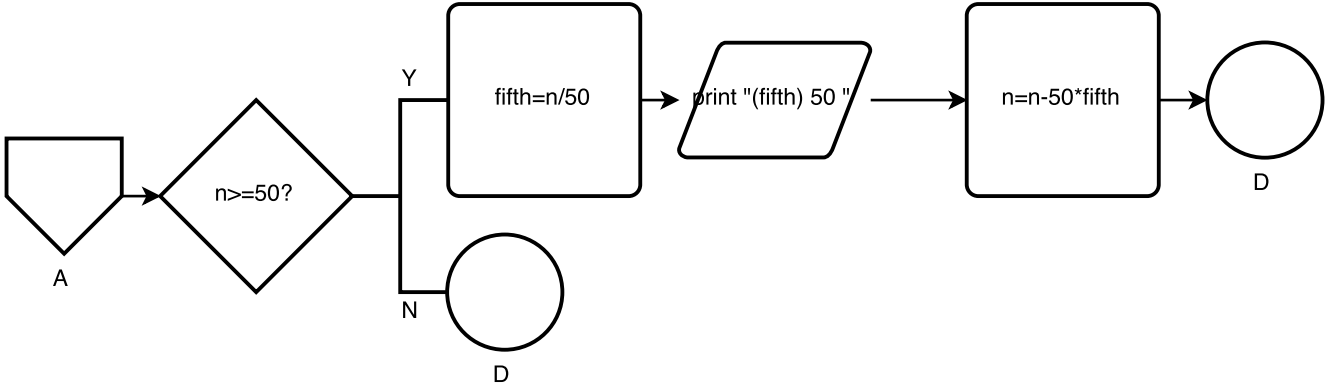 A
n>=50?
Y
fifth=n/50
print "(fifth) 50 "
n=n-50*fifth
D
N
D